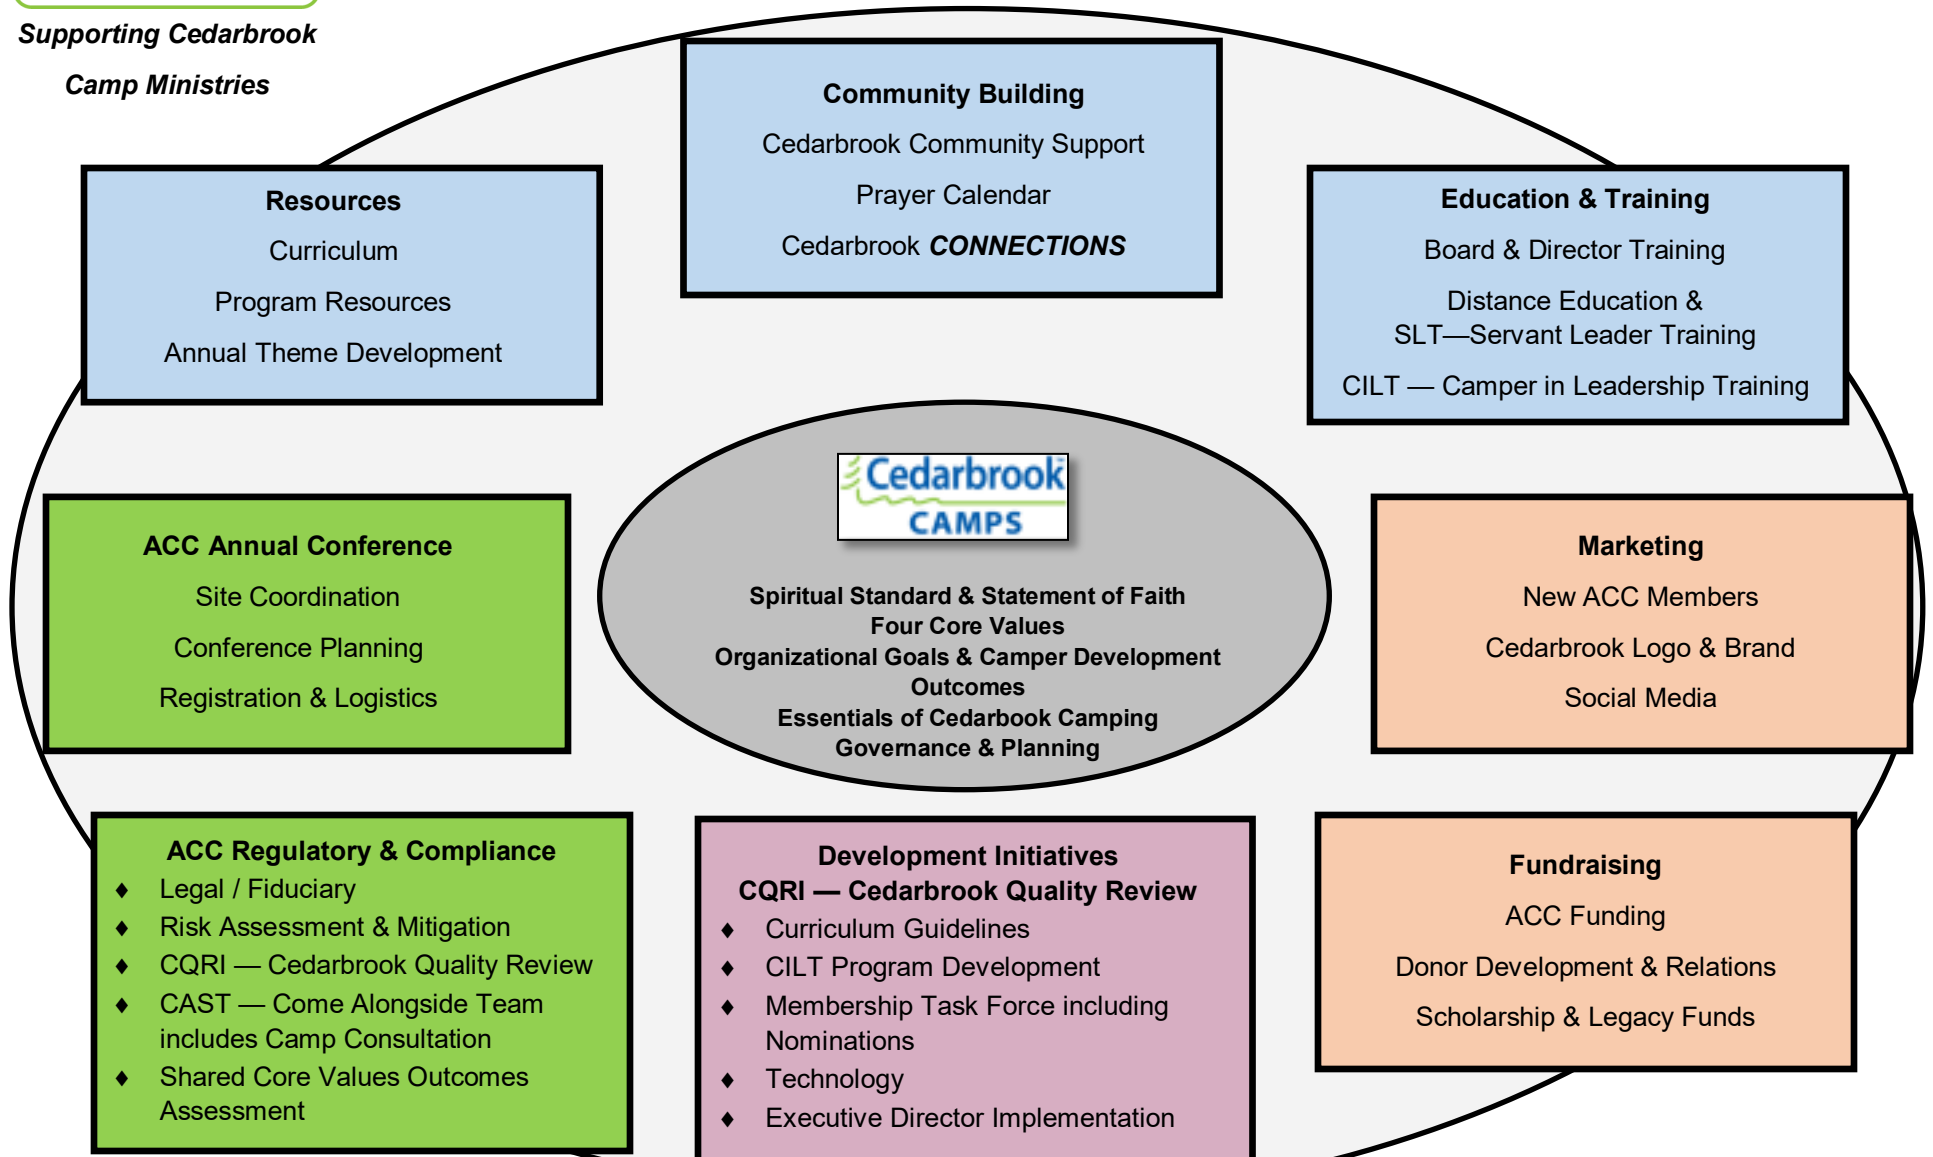 Supporting Cedarbrook
Camp Ministries
Community Building
Cedarbrook Community Support
Prayer Calendar
Cedarbrook CONNECTIONS
Resources
Curriculum
Program Resources
Annual Theme Development
Education & Training
Board & Director Training
Distance Education &
SLT—Servant Leader Training
CILT — Camper in Leadership Training
Cedarbrook™
CAMPS
Spiritual Standard & Statement of Faith
Four Core Values
Organizational Goals & Camper Development
Outcomes
Essentials of Cedarbook Camping
Governance & Planning
ACC Annual Conference
Site Coordination
Conference Planning
Registration & Logistics
Marketing
New ACC Members
Cedarbrook Logo & Brand
Social Media
ACC Regulatory & Compliance
♦ Legal / Fiduciary
♦ Risk Assessment & Mitigation
♦ CQRI — Cedarbrook Quality Review
♦ CAST — Come Alongside Team
includes Camp Consultation
♦ Shared Core Values Outcomes
Assessment
Development Initiatives
CQRI — Cedarbrook Quality Review
♦ Curriculum Guidelines
♦ CILT Program Development
♦ Membership Task Force including
Nominations
♦ Technology
♦ Executive Director Implementation
Fundraising
ACC Funding
Donor Development & Relations
Scholarship & Legacy Funds